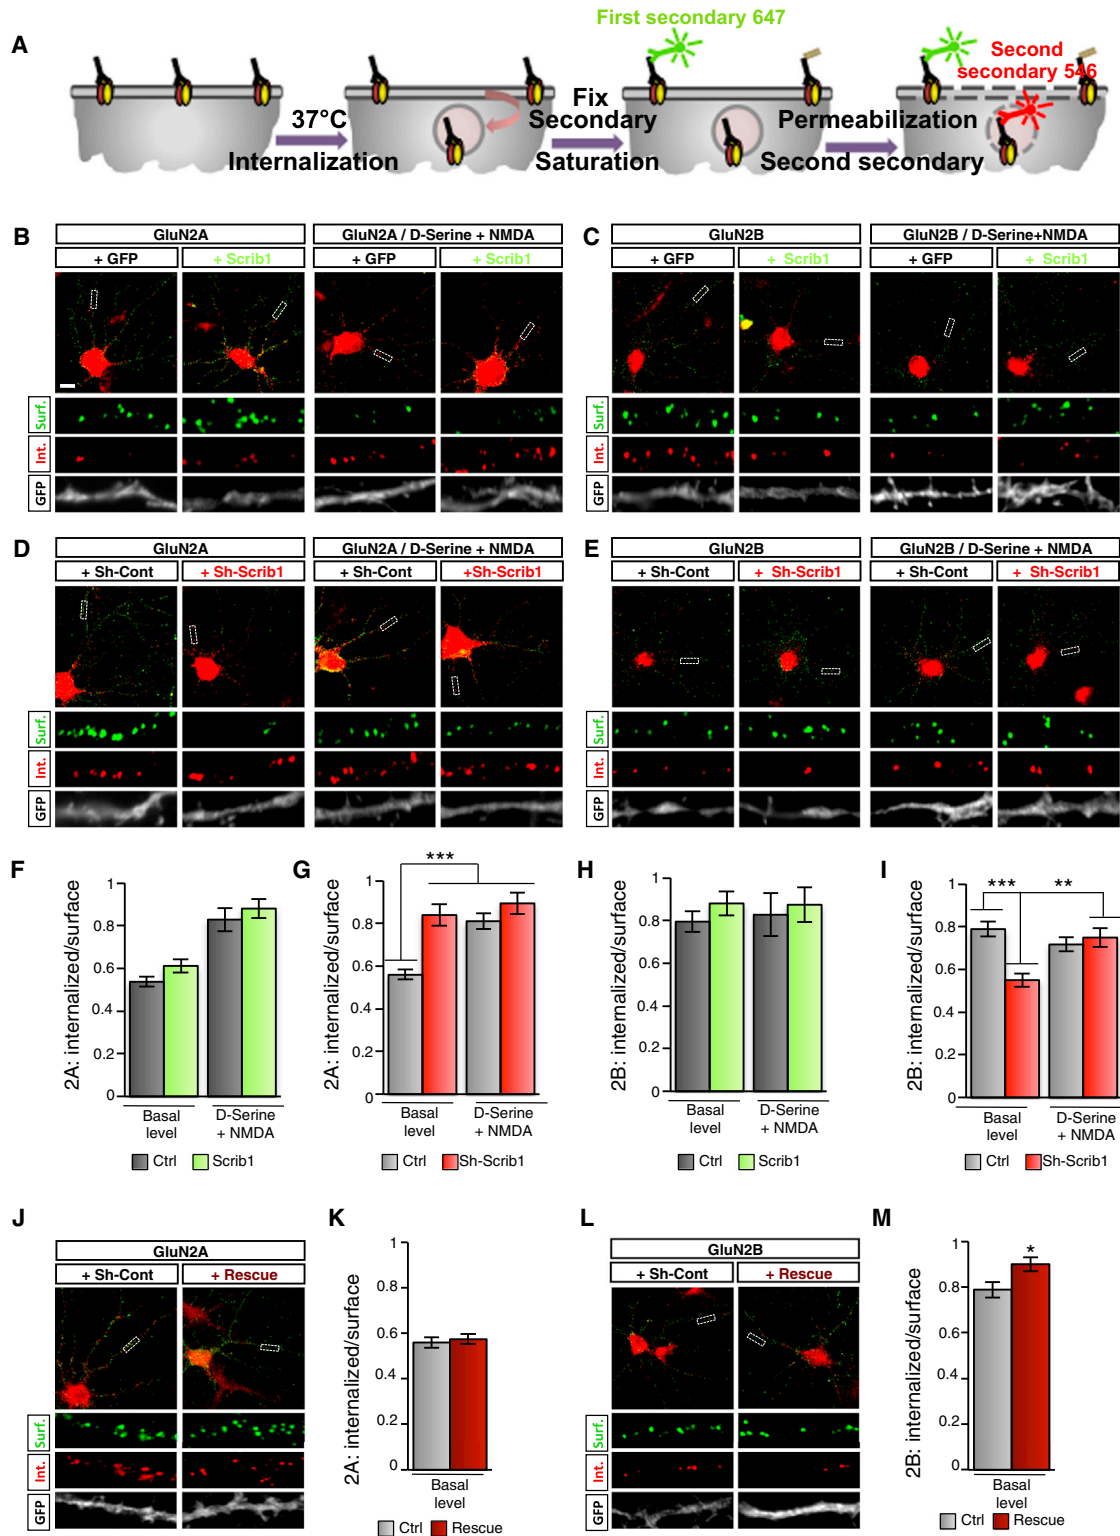 A
First secondary 647
Second
secondary 546
37°C
Internalization
Fix
Secondary
Saturation
Permeabilization
Second secondary
B
GluN2A
GluN2A / D-Serine + NMDA
+ GFP
+ Scrib1
+ GFP
+ Scrib1
Surf.
Int.
GFP
C
GluN2B
GluN2B / D-Serine+NMDA
+ GFP
+ Scrib1
+ GFP
+ Scrib1
Surf.
Int.
GFP
D
GluN2A
GluN2A / D-Serine + NMDA
+ Sh-Cont
+ Sh-Scrib1
+ Sh-Cont
+Sh-Scrib1
Surf.
Int.
GFP
E
GluN2B
GluN2B / D-Serine + NMDA
+ Sh-Cont
+ Sh-Scrib1
+ Sh-Cont
+ Sh-Scrib1
Surf.
Int.
GFP
F
2A: internalized/surface
1
0.8
0.6
0.4
0.2
0
Basal
level
D-Serine
+ NMDA
Ctrl
Scrib1
G
2A: internalized/surface
1
0.8
0.6
0.4
0.2
0
***
Basal
level
D-Serine
+ NMDA
Ctrl
Sh-Scrib1
H
2B: internalized/surface
1
0.8
0.6
0.4
0.2
0
Basal
level
D-Serine
+ NMDA
Ctrl
Scrib1
I
2B: internalized/surface
1
0.8
0.6
0.4
0.2
0
***
**
Basal
level
D-Serine
+ NMDA
Ctrl
Sh-Scrib1
J
GluN2A
+ Sh-Cont
+ Rescue
Surf.
Int.
GFP
K
2A: internalized/surface
1
0.8
0.6
0.4
0.2
0
Basal
level
Ctrl
Rescue
L
GluN2B
+ Sh-Cont
+ Rescue
Surf.
Int.
GFP
M
2B: internalized/surface
1
0.8
0.6
0.4
0.2
0
*
Basal
level
Ctrl
Rescue